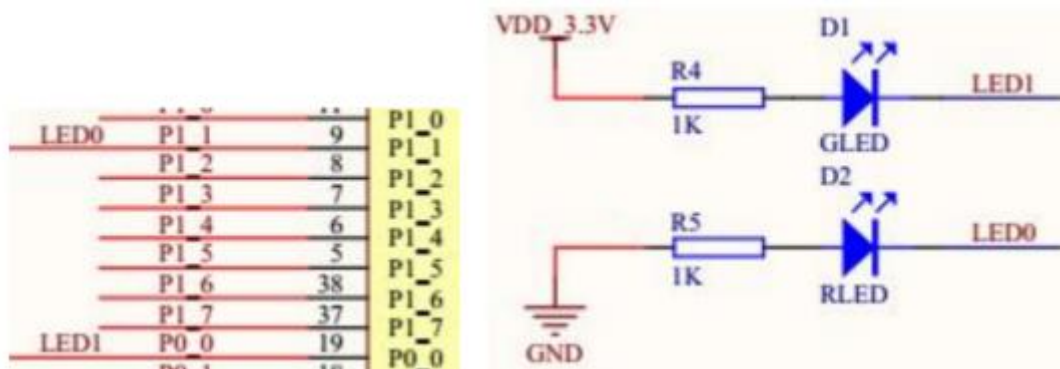 P1_0
LED0 P1_1 9 P1_1
P1_2 8 P1_2
P1_3 7 P1_3
P1_4 6 P1_4
P1_5 5 P1_5
P1_6 38 P1_6
P1_7 37 P1_7
LED1 P0_0 19 P0_0
VDD_3.3V
D1
R4
LED1
1K
GLED
D2
R5
LED0
1K
RLED
GND